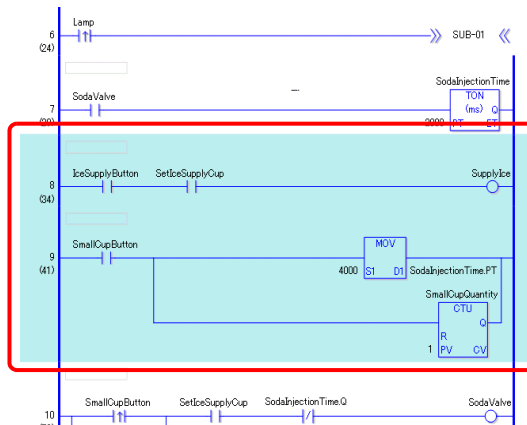 Lamp
6
(24)
SUB-01
SodaInjectionTime
TON
SodaValve
(ms) Q
7
2000 PT ET
IceSupplyButton SetIceSupplyCup SupplyIce
8
(34)
SmallCupButton MOV
9
(41)
4000 S1 D1 SodaInjectionTime.PT
SmallCupQuantity
CTU
Q
R
1 PV CV
SmallCupButton SetIceSupplyCup SodaInjectionTime.Q SodaValve
10